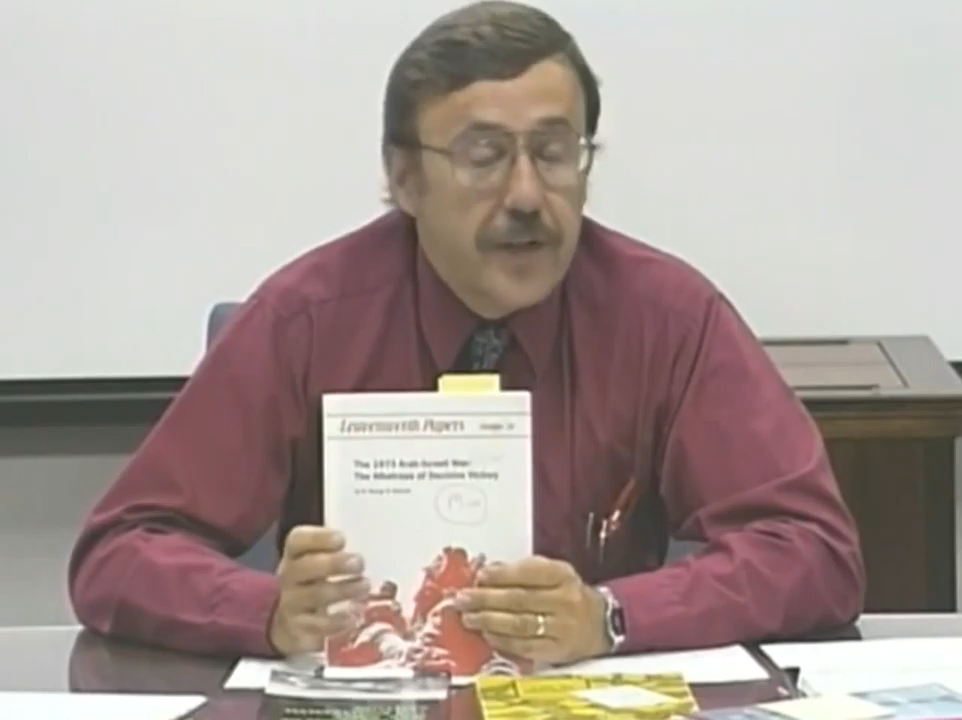 Leavenworth Papers
The 1973 Arab-Israeli War:
The Albatross of Decisive Victory